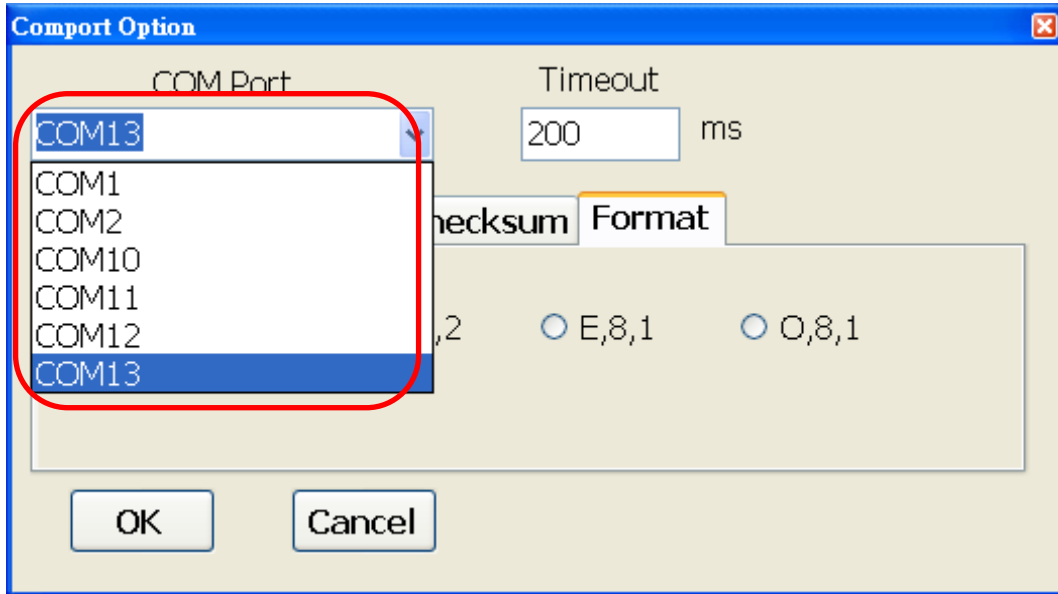 Comport Option
COM Port
Timeout
COM13
200
ms
COM1
COM2
COM10
COM11
COM12
COM13
hecksum
Format
,2
E,8,1
O,8,1
OK
Cancel